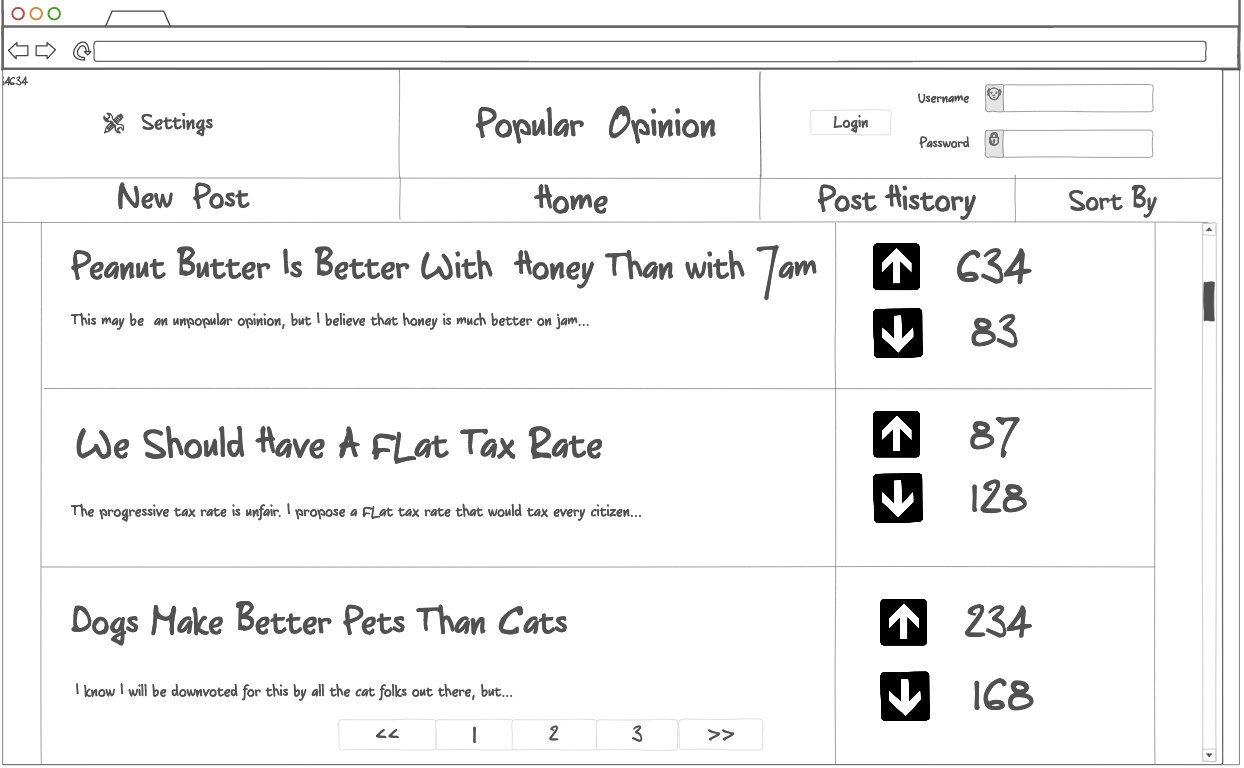 Settings
Popular Opinion
Login
Username
Password
New Post
Home
Post History
Sort By
Peanut Butter Is Better With Honey Than with Jam
634
This may be an unpopular opinion, but I believe that honey is much better on jam...
83
We Should Have A FLat Tax Rate
87
The progressive tax rate is unfair. I propose a FLat tax rate that would tax every citizen...
128
Dogs Make Better Pets Than Cats
234
I know I will be downvoted for this by all the cat folks out there, but...
168
<< 1 2 3 >>